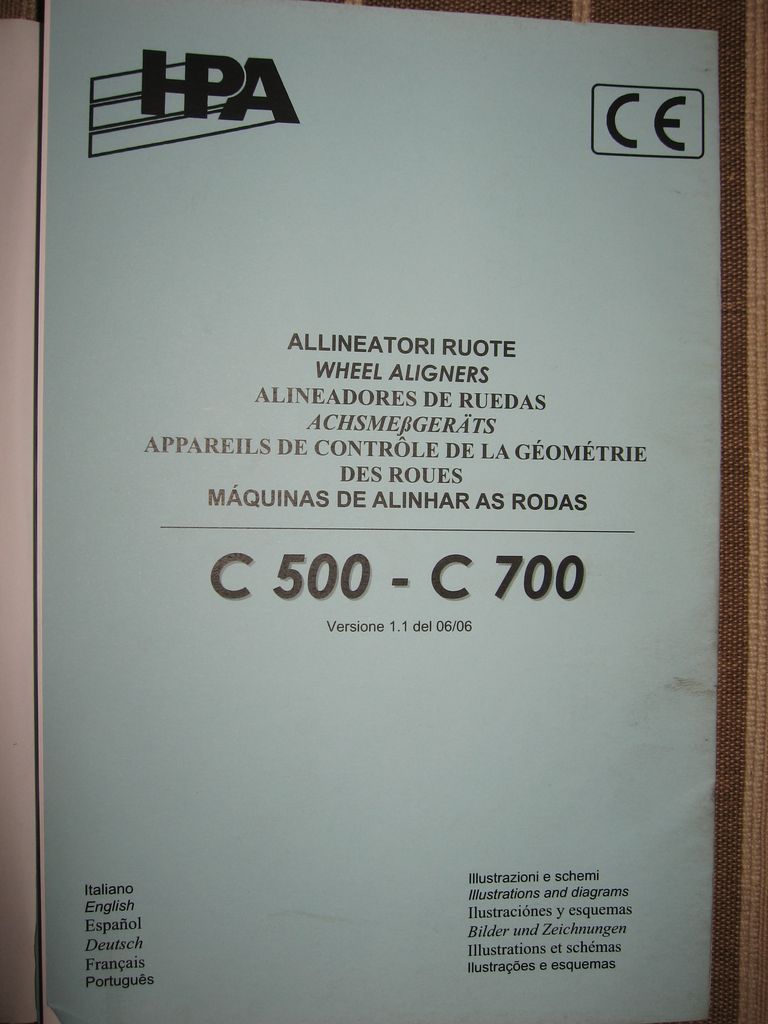 HPA
CE
ALLINEATORI RUOTE
WHEEL ALIGNERS
ALINEADORES DE RUEDAS
ACHSMEßGERÄTS
APPAREILS DE CONTRÔLE DE LA GÉOMÉTRIE
DES ROUES
MÁQUINAS DE ALINHAR AS RODAS
C 500 - C 700
Versione 1.1 del 06/06
Italiano
English
Español
Deutsch
Français
Português
Illustrazioni e schemi
Illustrations and diagrams
Ilustraciónes y esquemas
Bilder und Zeichnungen
Illustrations et schémas
Ilustrações e esquemas